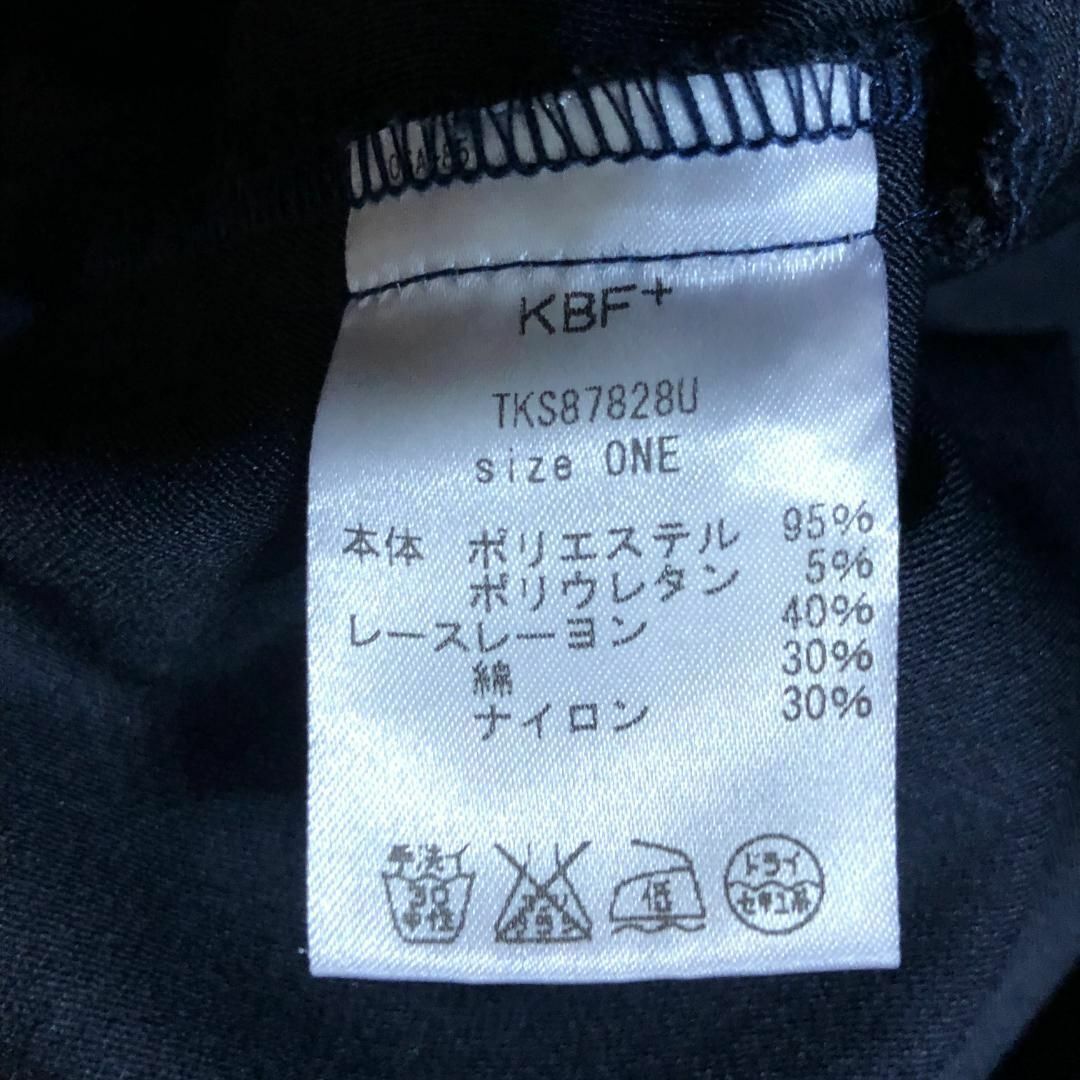 KBF+
TKS87828U
size ONE
本体 ポリエステル 95%
ポリウレタン 5%
レース レーヨン 40%
綿 30%
ナイロン 30%
手洗イ 30 中性
低
ドライ セキユ系